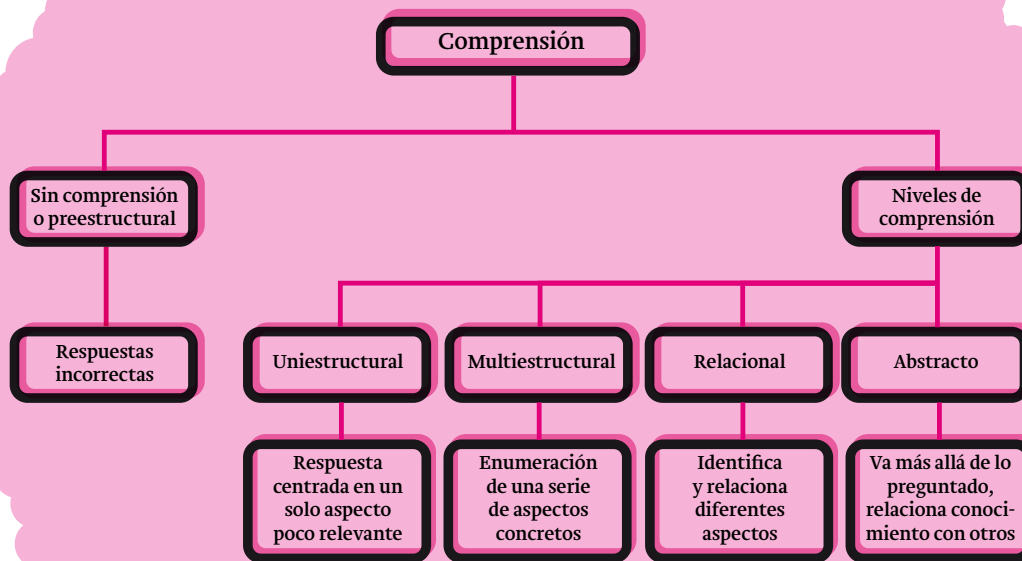 Comprensión
Sin comprensión
o preestructural
Niveles de
comprensión
Respuestas
incorrectas
Uniestructural
Multiestructural
Relacional
Abstracto
Respuesta
centrada en un
solo aspecto
poco relevante
Enumeración
de una serie
de aspectos
concretos
Identifica
y relaciona
diferentes
aspectos
Va más allá de lo
preguntado,
relaciona conoci-
miento con otros